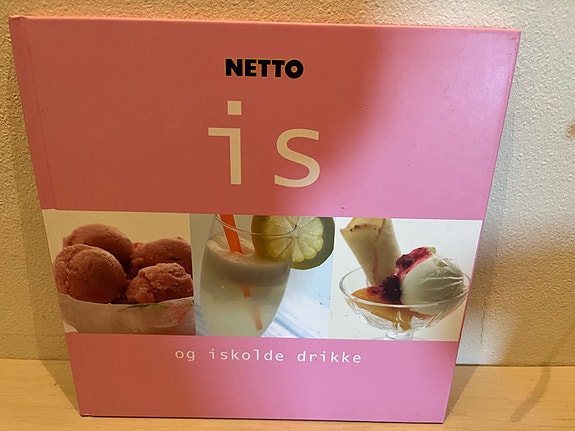 NETTO
is
og iskolde drikke